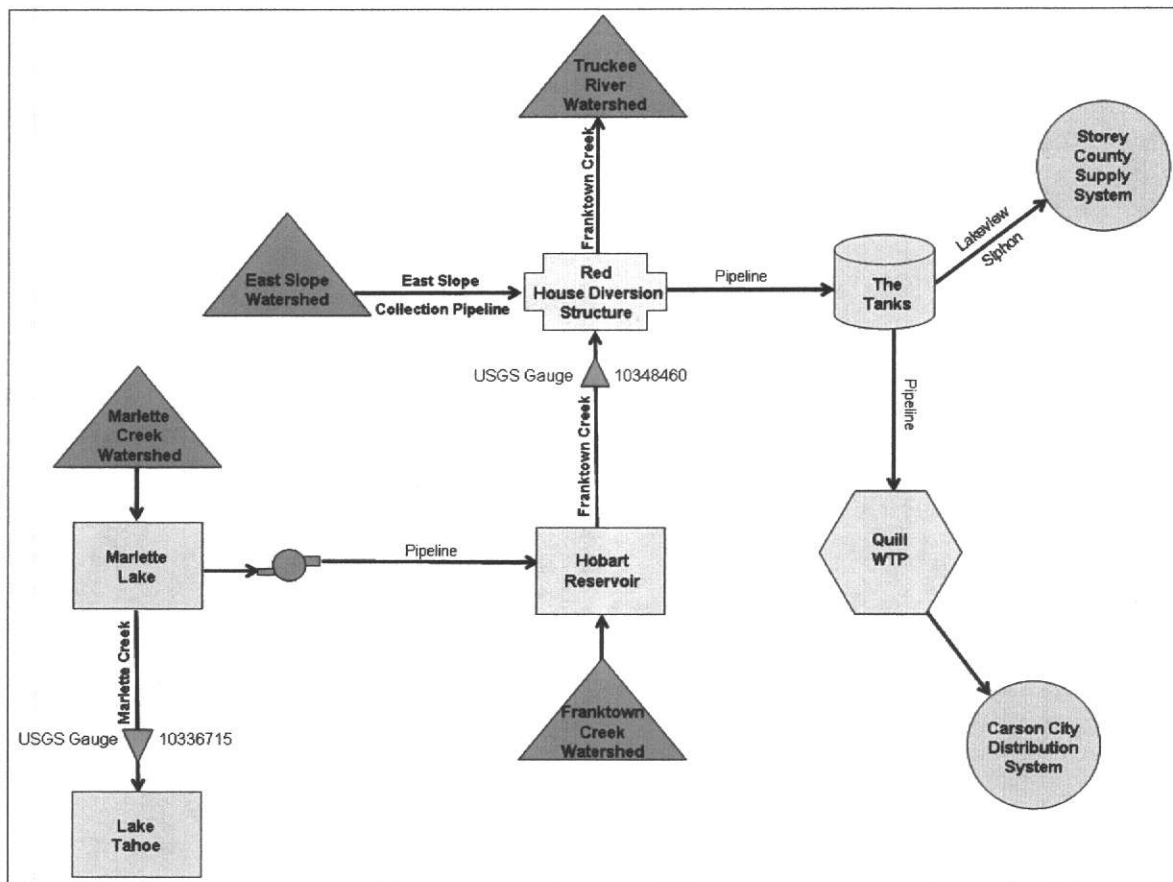 Truckee
River
Watershed
Franktown Creek
Storey
County
Supply
System
Lakeview
Siphon
East Slope
Watershed
East Slope
Collection Pipeline
Red
House Diversion
Structure
Pipeline
The
Tanks
USGS Gauge
10348460
Pipeline
Marlette
Creek
Watershed
Franktown Creek
Marlette
Lake
Pipeline
Hobart
Reservoir
Quill
WTP
Marlette Creek
USGS Gauge
10336715
Franktown
Creek
Watershed
Carson City
Distribution
System
Lake
Tahoe